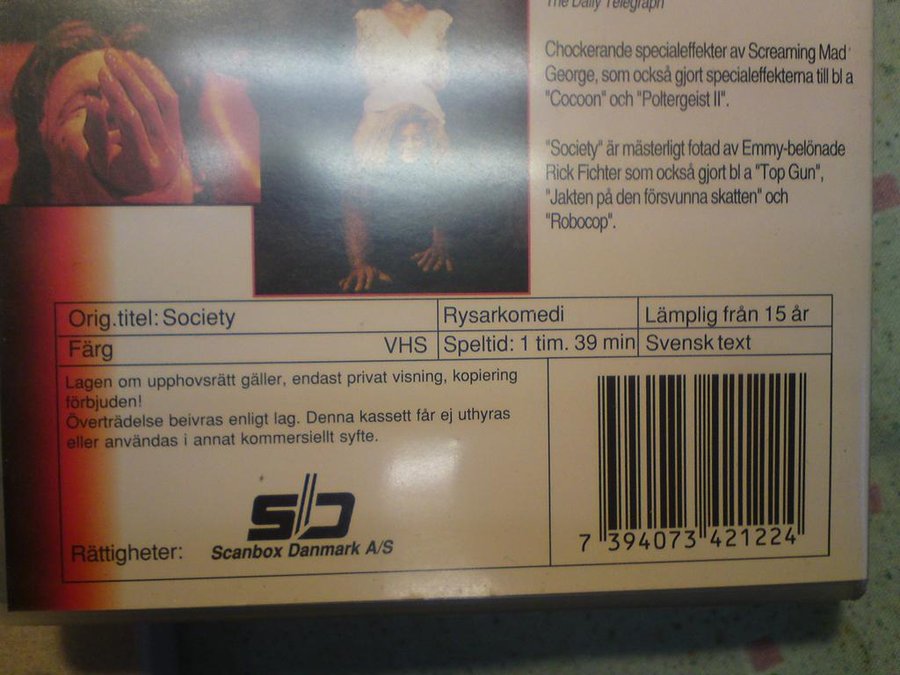 The Daily Telegraph
Chockerande specialeffekter av Screaming Mad
George, som också gjort specialeffekterna till bl a
"Cocoon" och "Poltergeist II".
"Society" är mästerligt fotad av Emmy-belönade
Rick Fichter som också gjort bl a "Top Gun",
"Jakten på den försvunna skatten" och
"Robocop".
Orig.titel: Society
Rysarkomedi
Lämplig från 15 år
Färg
VHS
Speltid: 1 tim. 39 min
Svensk text
Lagen om upphovsrätt gäller, endast privat visning, kopiering
förbjuden!
Överträdelse beivras enligt lag. Denna kassett får ej uthyras
eller användas i annat kommersiellt syfte.
Rättigheter:
Scanbox Danmark A/S
7 394073 421224